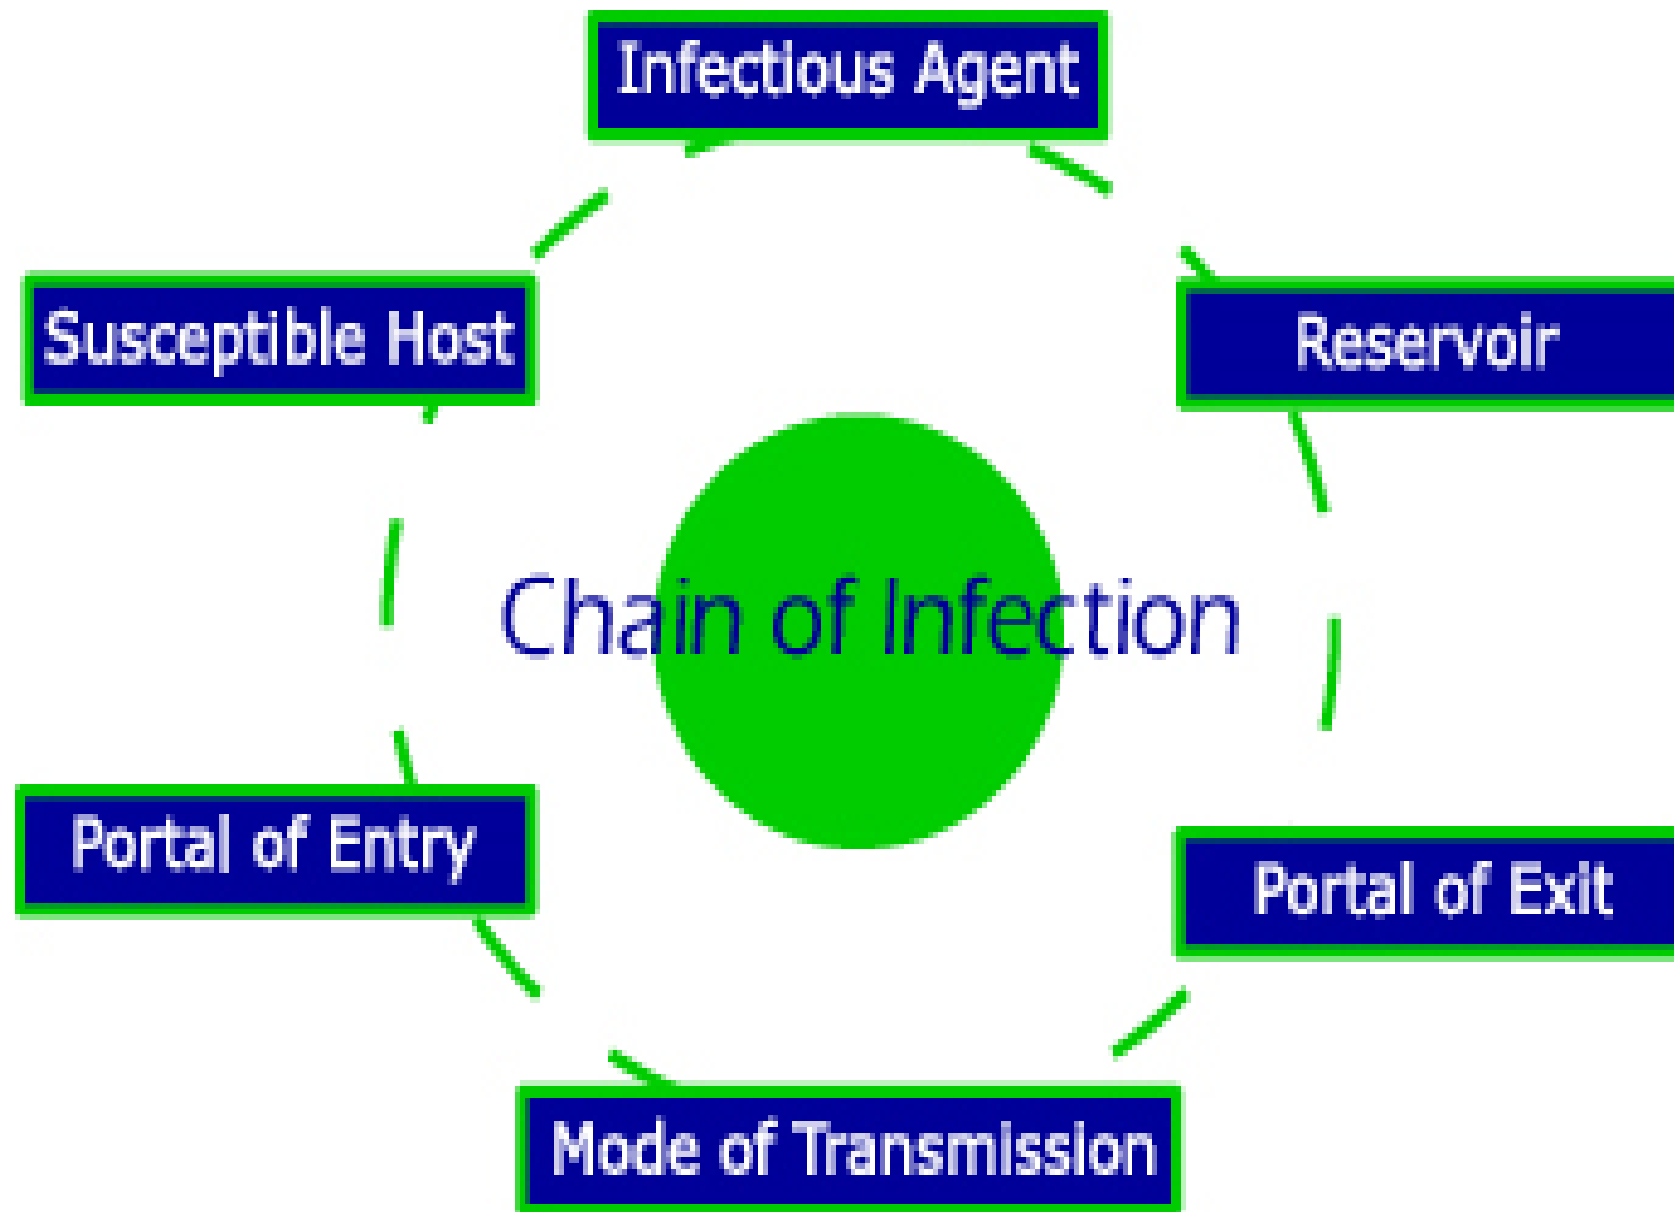 Infectious Agent
Susceptible Host
Reservoir
Chain of Infection
Portal of Entry
Portal of Exit
Mode of Transmission